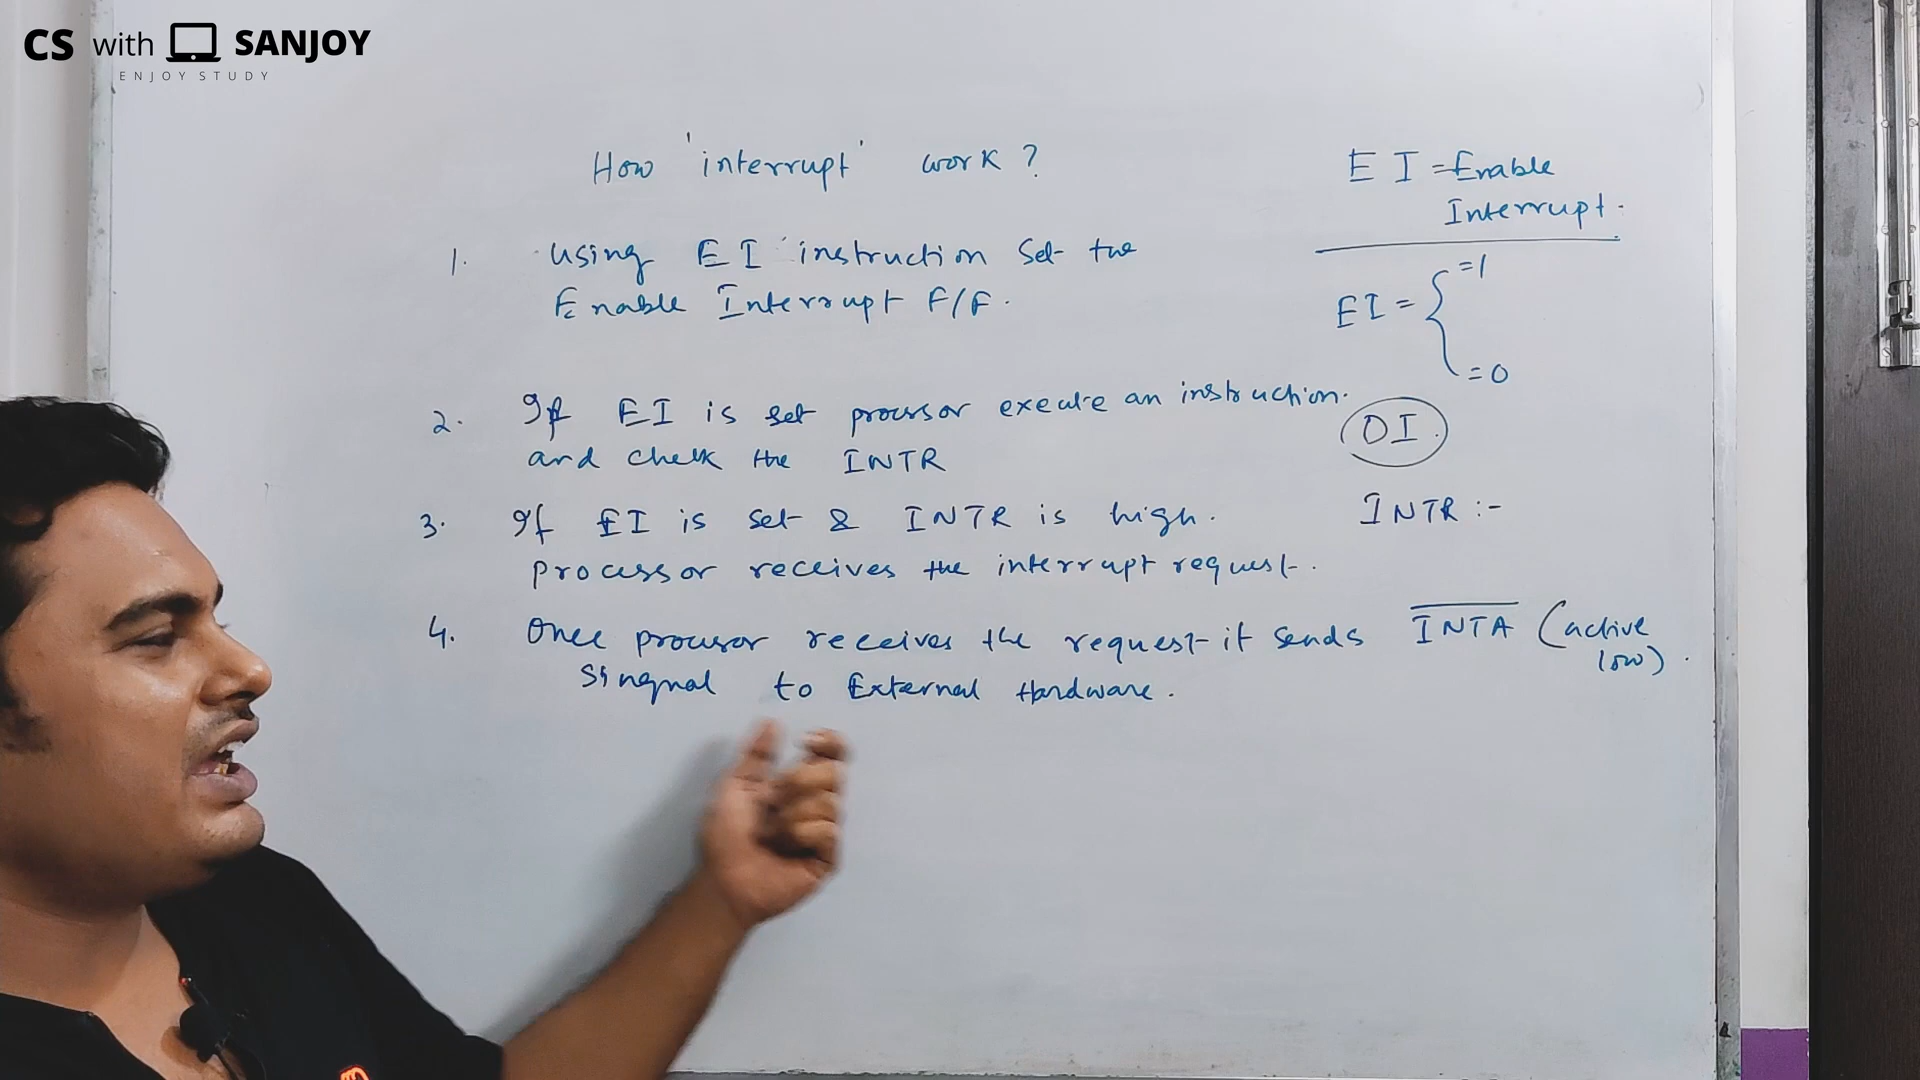 CS with SANJOY
ENJOY STUDY
How 'interrupt' work ?
1. Using EI instruction set the
Enable Interrupt F/F.
2. If EI is set processor execute an instruction.
and check the INTR
3. If EI is set & INTR is high.
processor receives the interrupt request.
4. Once processor receives the request it sends INTA (active
low).
Singnal to External Hardware.
EI = Enable
Interrupt.
EI = { =1
=0
DI.
INTR :-